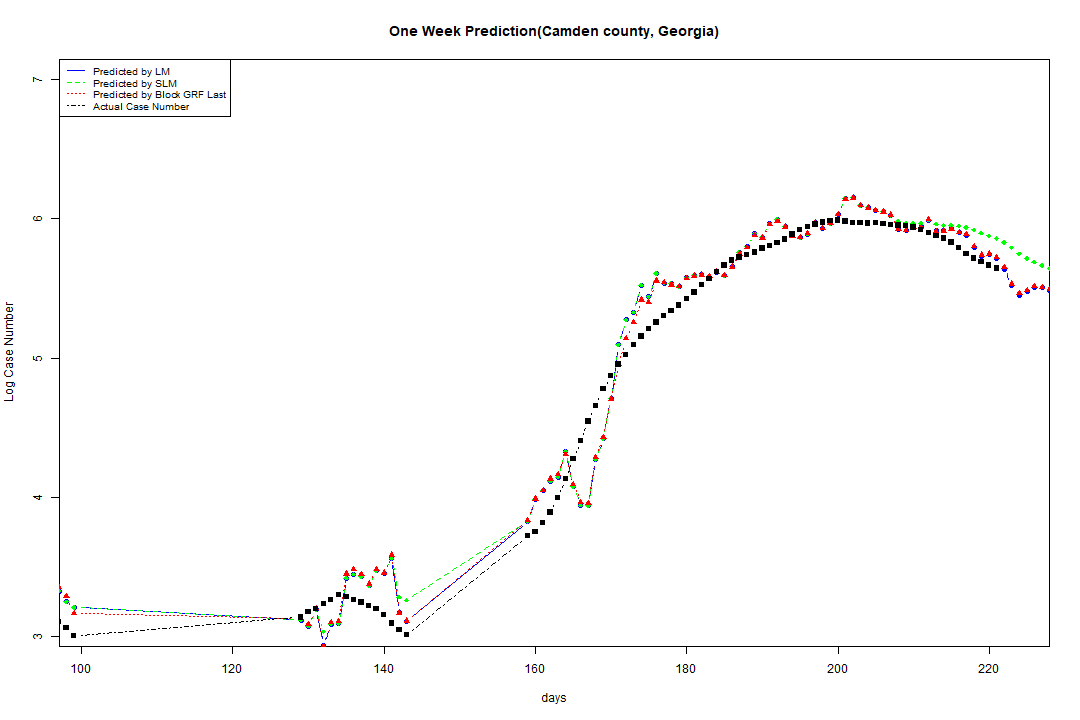 One Week Prediction(Camden county, Georgia)
Predicted by LM
Predicted by SLM
Predicted by Block GRF Last
Actual Case Number
7
6
5
4
3
Log Case Number
100 120 140 160 180 200 220
days